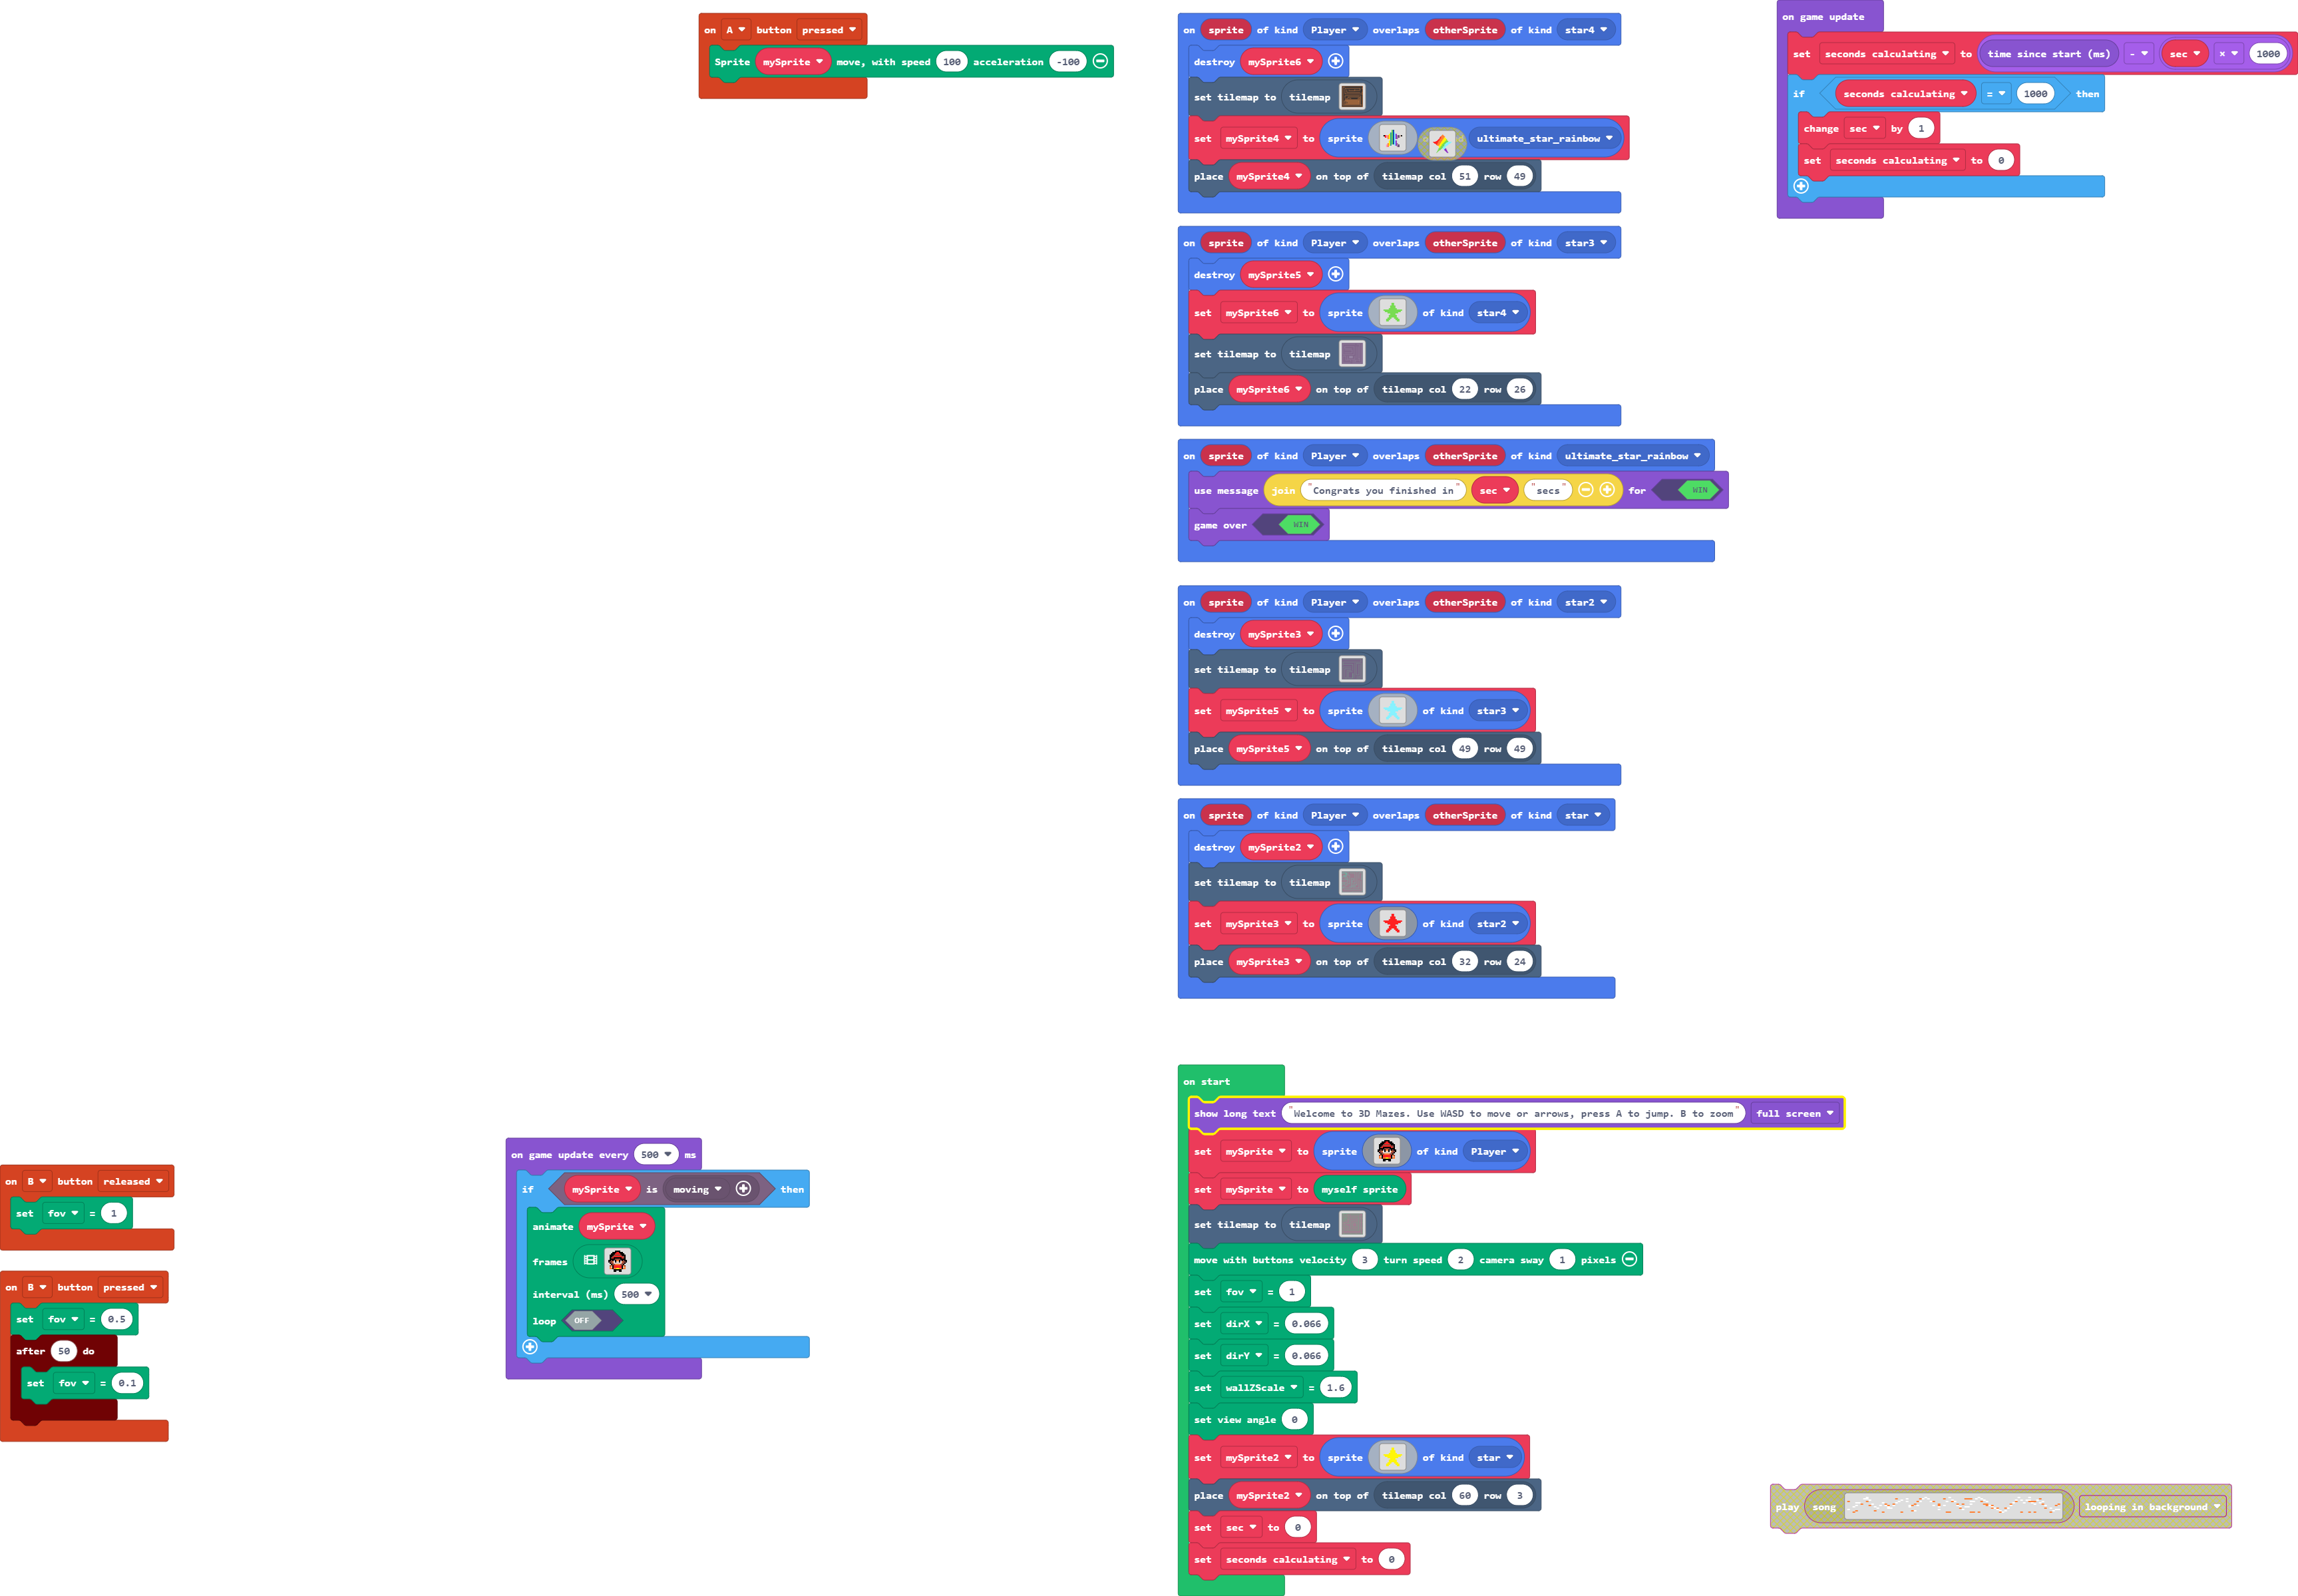 on A button pressed
Sprite mySprite move, with speed 100 acceleration -100
on sprite of kind Player overlaps otherSprite of kind star4
destroy mySprite6
set tilemap to tilemap
set mySprite4 to sprite ultimate_star_rainbow
place mySprite4 on top of tilemap col 51 row 49
on sprite of kind Player overlaps otherSprite of kind star3
destroy mySprite5
set mySprite6 to sprite of kind star4
set tilemap to tilemap
place mySprite6 on top of tilemap col 22 row 26
on sprite of kind Player overlaps otherSprite of kind ultimate_star_rainbow
use message join "Congrats you finished in" sec "secs" for WIN
game over WIN
on sprite of kind Player overlaps otherSprite of kind star2
destroy mySprite3
set tilemap to tilemap
set mySprite5 to sprite of kind star3
place mySprite5 on top of tilemap col 49 row 49
on sprite of kind Player overlaps otherSprite of kind star
destroy mySprite2
set tilemap to tilemap
set mySprite3 to sprite of kind star2
place mySprite3 on top of tilemap col 32 row 24
on game update
set seconds calculating to time since start (ms) - sec × 1000
if seconds calculating = 1000 then
change sec by 1
set seconds calculating to 0
on B button released
set fov = 1
on B button pressed
set fov = 0.5
after 50 do
set fov = 0.1
on game update every 500 ms
if mySprite is moving then
animate mySprite
frames
interval (ms) 500
loop OFF
on start
show long text "Welcome to 3D Mazes. Use WASD to move or arrows, press A to jump. B to zoom" full screen
set mySprite to sprite of kind Player
set mySprite to myself sprite
set tilemap to tilemap
move with buttons velocity 3 turn speed 2 camera sway 1 pixels
set fov = 1
set dirX = 0.066
set dirY = 0.066
set wallZScale = 1.6
set view angle 0
set mySprite2 to sprite of kind star
place mySprite2 on top of tilemap col 60 row 3
set sec to 0
set seconds calculating to 0
play song looping in background